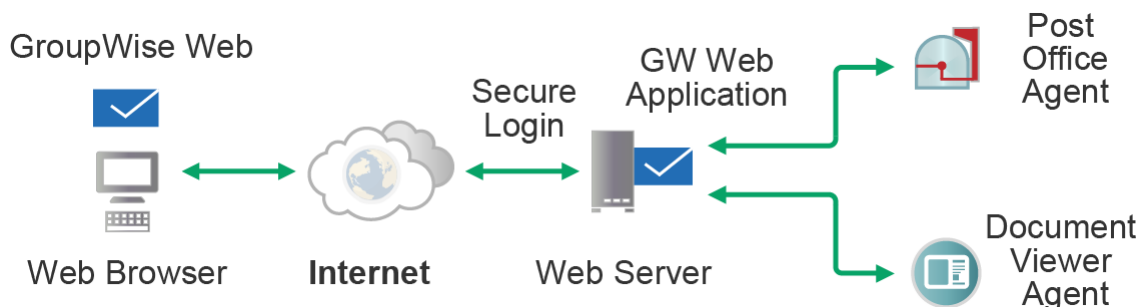 GroupWise Web
Web Browser
Internet
Secure
Login
GW Web
Application
Web Server
Post
Office
Agent
Document
Viewer
Agent